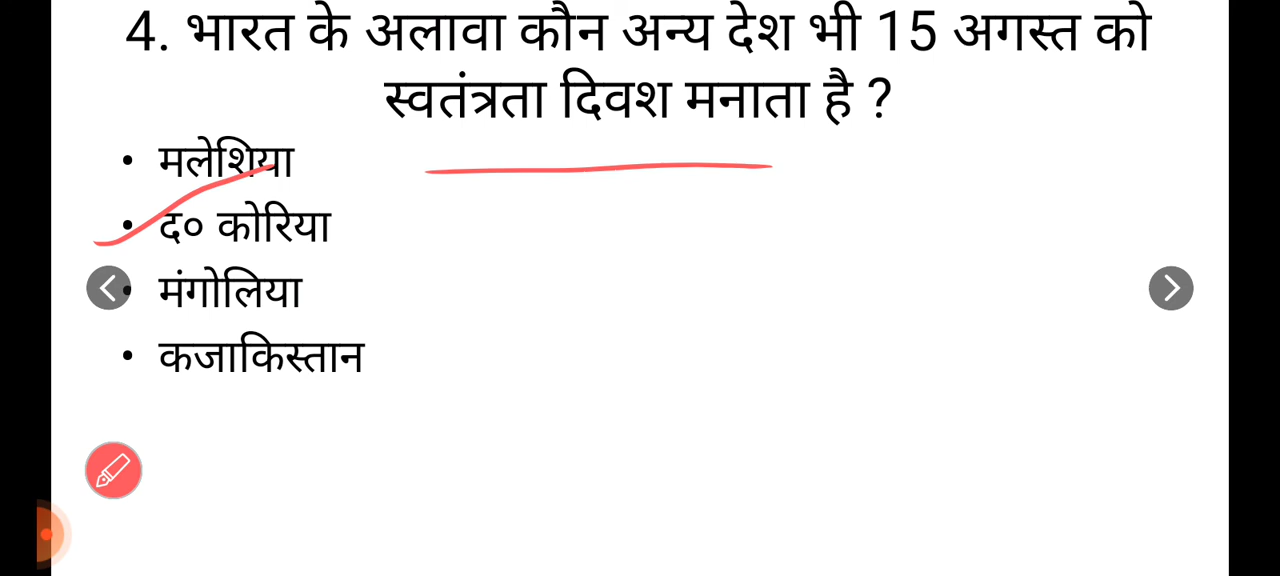 4. भारत के अलावा कौन अन्य देश भी 15 अगस्त को
स्वतंत्रता दिवश मनाता है ?
• मलेशिया
• द० कोरिया
• मंगोलिया
• कजाकिस्तान